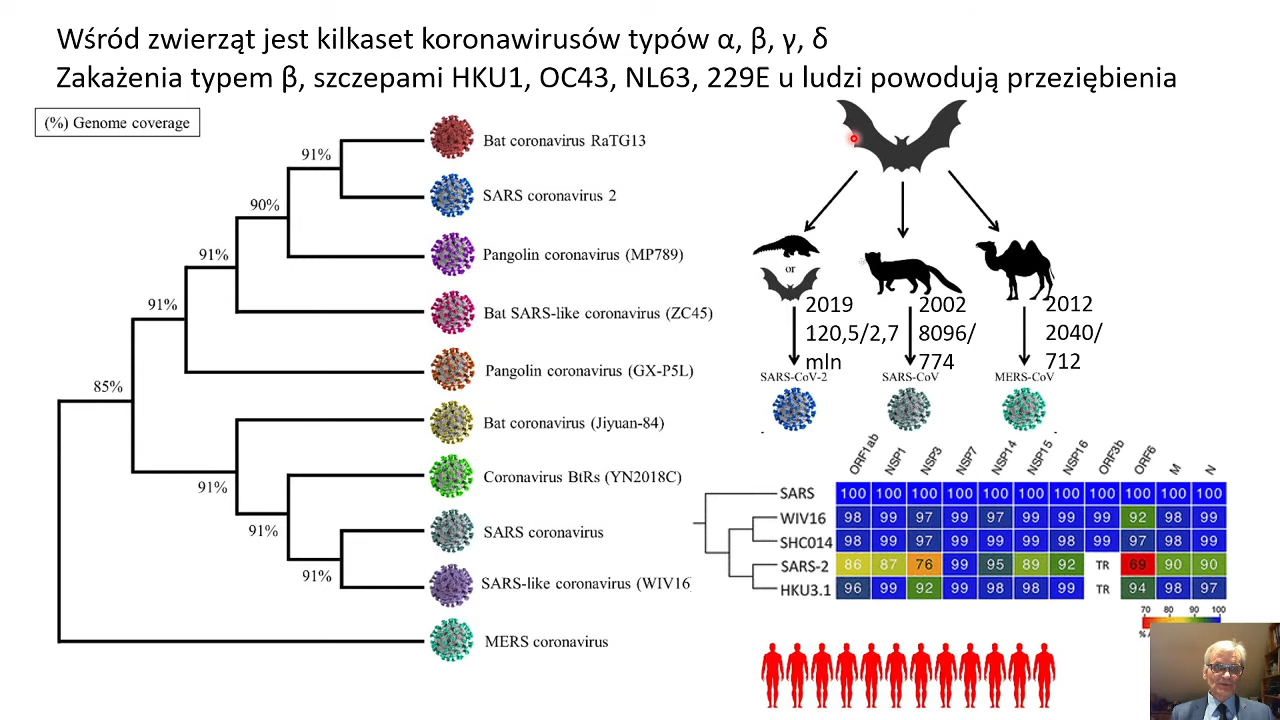 Wśród zwierząt jest kilkaset koronawirusów typów α, β, γ, δ
Zakażenia typem β, szczepami HKU1, OC43, NL63, 229E u ludzi powodują przeziębienia
(%) Genome coverage
91%
90%
91%
91%
85%
91%
91%
91%
Bat coronavirus RaTG13
SARS coronavirus 2
Pangolin coronavirus (MP789)
Bat SARS-like coronavirus (ZC45)
Pangolin coronavirus (GX-P5L)
Bat coronavirus (Jiyuan-84)
Coronavirus BtRs (YN2018C)
SARS coronavirus
SARS-like coronavirus (WIV16
MERS coronavirus
or
2019
120,5/2,7
mln
SARS-CoV-2
2002
8096/
774
SARS-CoV
2012
2040/
712
MERS-CoV
ORF1ab NSP1 NSP3 NSP7 NSP14 NSP15 NSP16 ORF3b ORF6 M N
SARS 100 100 100 100 100 100 100 100 100 100 100
WIV16 98 99 97 99 97 99 99 99 92 98 99
SHC014 98 99 97 99 99 99 98 99 97 98 99
SARS-2 86 87 76 99 95 89 92 TR 69 90 90
HKU3.1 96 99 92 99 98 98 99 TR 94 98 97
70 80 90 100